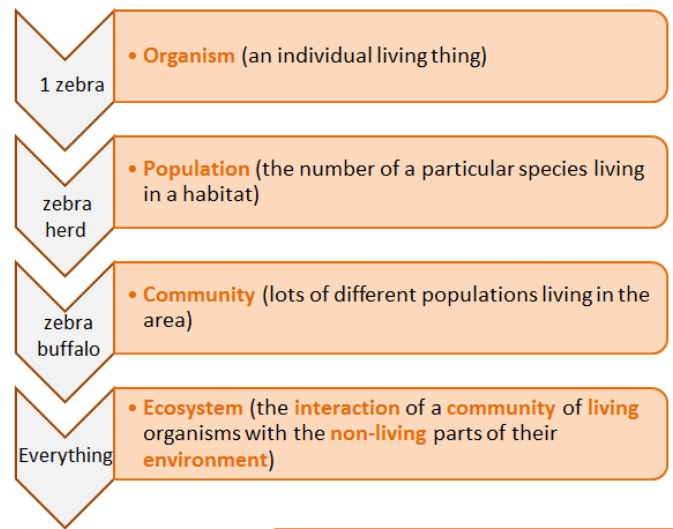 1 zebra
• Organism (an individual living thing)
zebra
herd
• Population (the number of a particular species living
in a habitat)
zebra
buffalo
• Community (lots of different populations living in the
area)
Everything
• Ecosystem (the interaction of a community of living
organisms with the non-living parts of their
environment)